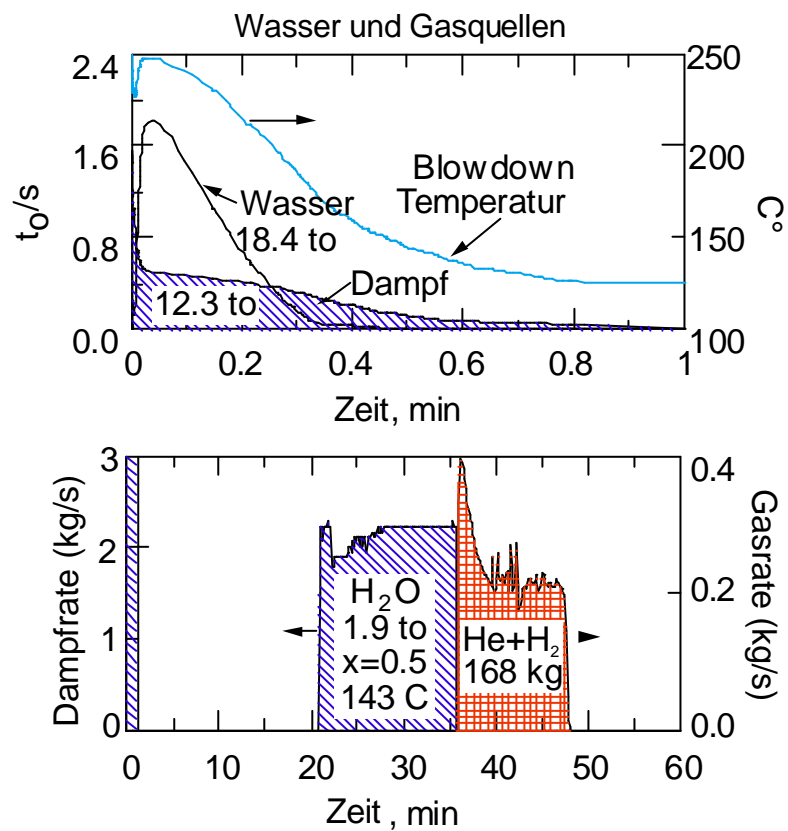 Wasser und Gasquellen
2.4
1.6
0.8
0.0
to/s
250
200
150
100
C°
Blowdown
Temperatur
Wasser
18.4 to
Dampf
12.3 to
0 0.2 0.4 0.6 0.8 1
Zeit, min
3
2
1
0
Dampfrate (kg/s)
0.4
0.2
0.0
Gasrate (kg/s)
H₂O
1.9 to
x=0.5
143 C
He+H₂
168 kg
0 10 20 30 40 50 60
Zeit , min